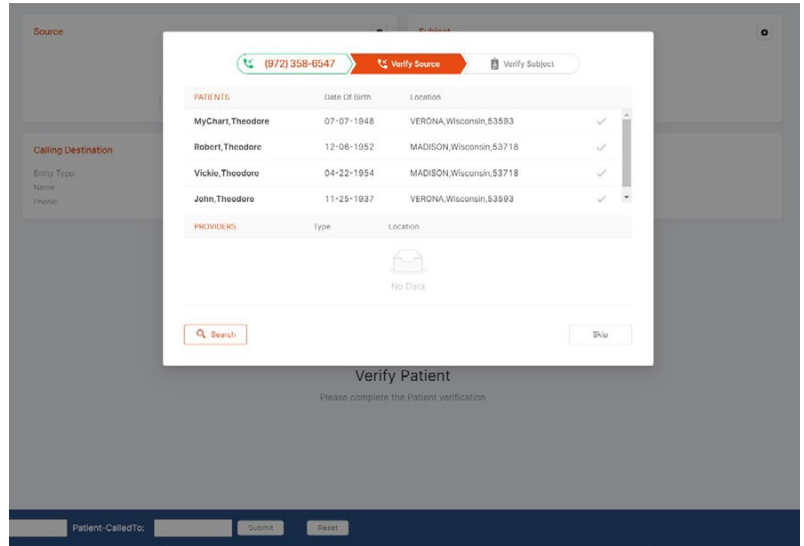 Source
Subject
(972) 358-6547
Verify Source
Verify Subject
PATIENTS Date Of Birth Location
MyChart,Theodore 07-07-1948 VERONA,Wisconsin,53593
Robert,Theodore 12-06-1952 MADISON,Wisconsin,53718
Vickie,Theodore 04-22-1954 MADISON,Wisconsin,53718
John,Theodore 11-25-1937 VERONA,Wisconsin,53593
PROVIDERS Type Location
No Data
Search
Skip
Calling Destination
Entity Type:
Name:
Phone:
Verify Patient
Please complete the Patient verification
Patient-CalledTo:
Submit
Reset